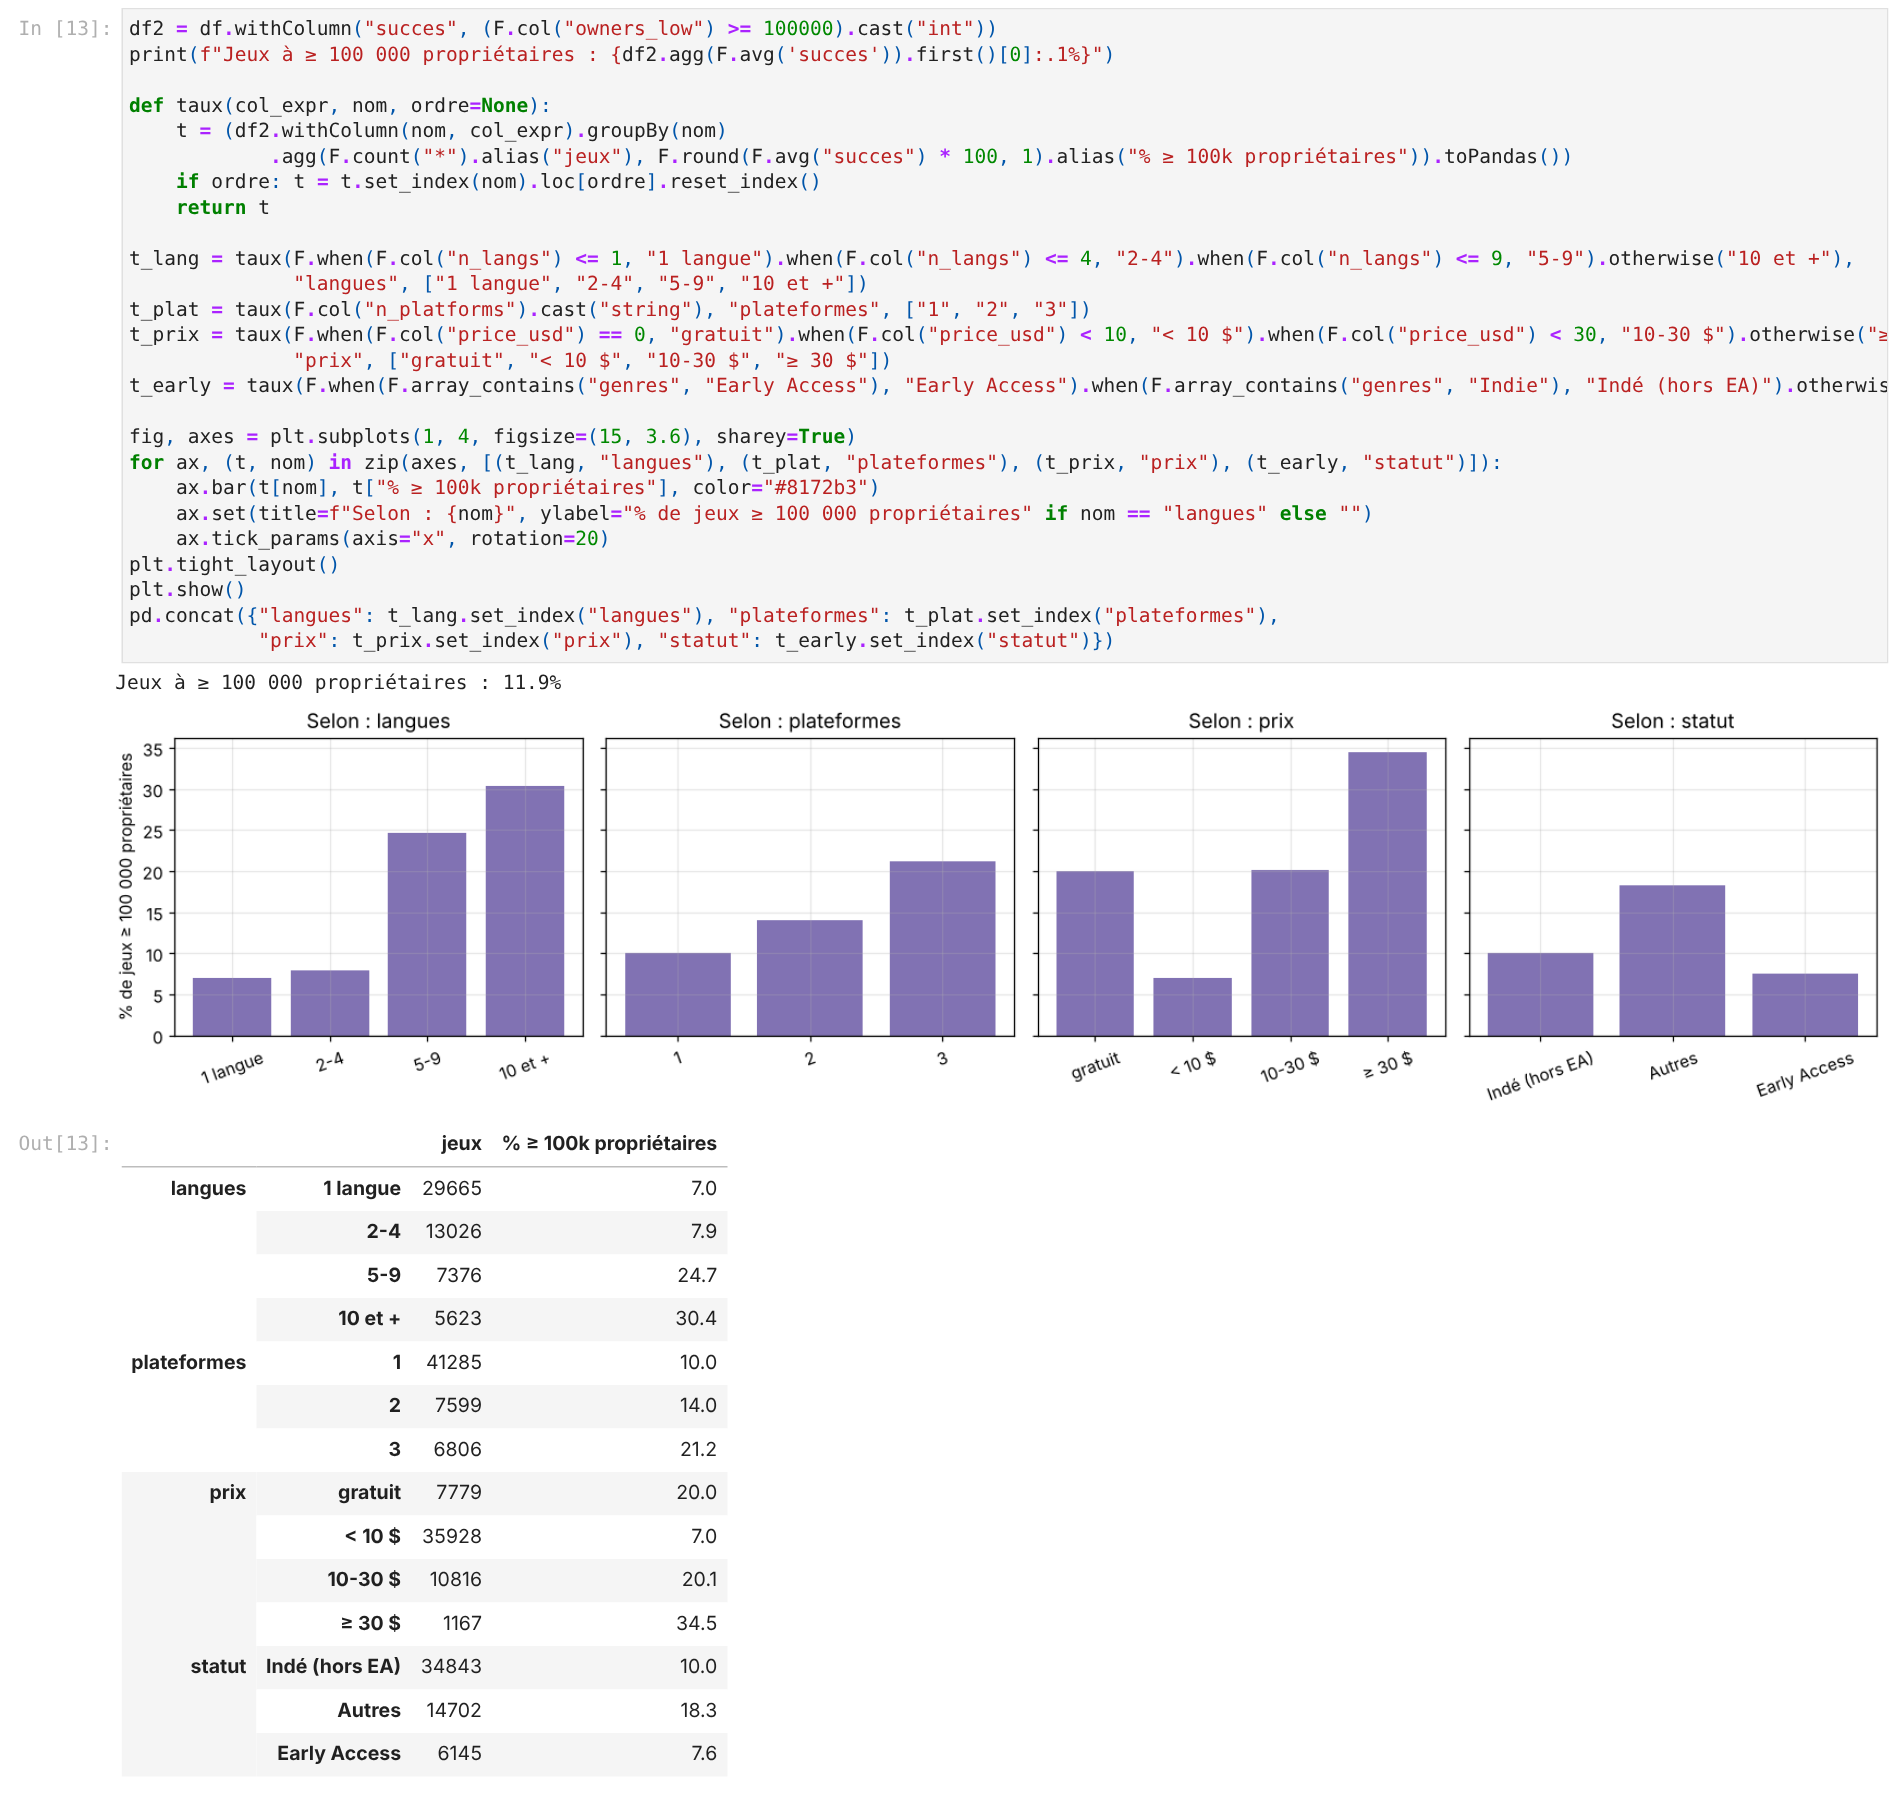 In [13]:
df2 = df.withColumn("succes", (F.col("owners_low") >= 100000).cast("int"))
print(f"Jeux à ≥ 100 000 propriétaires : {df2.agg(F.avg('succes')).first()[0]:.1%}")
def taux(col_expr, nom, ordre=None):
    t = (df2.withColumn(nom, col_expr).groupBy(nom)
            .agg(F.count("*").alias("jeux"), F.round(F.avg("succes") * 100, 1).alias("% ≥ 100k propriétaires")).toPandas())
    if ordre: t = t.set_index(nom).loc[ordre].reset_index()
    return t
t_lang = taux(F.when(F.col("n_langs") <= 1, "1 langue").when(F.col("n_langs") <= 4, "2-4").when(F.col("n_langs") <= 9, "5-9").otherwise("10 et +"),
              "langues", ["1 langue", "2-4", "5-9", "10 et +"])
t_plat = taux(F.col("n_platforms").cast("string"), "plateformes", ["1", "2", "3"])
t_prix = taux(F.when(F.col("price_usd") == 0, "gratuit").when(F.col("price_usd") < 10, "< 10 $").when(F.col("price_usd") < 30, "10-30 $").otherwise("≥
              "prix", ["gratuit", "< 10 $", "10-30 $", "≥ 30 $"])
t_early = taux(F.when(F.array_contains("genres", "Early Access"), "Early Access").when(F.array_contains("genres", "Indie"), "Indé (hors EA)").otherwis
fig, axes = plt.subplots(1, 4, figsize=(15, 3.6), sharey=True)
for ax, (t, nom) in zip(axes, [(t_lang, "langues"), (t_plat, "plateformes"), (t_prix, "prix"), (t_early, "statut")]):
    ax.bar(t[nom], t["% ≥ 100k propriétaires"], color="#8172b3")
    ax.set(title=f"Selon : {nom}", ylabel="% de jeux ≥ 100 000 propriétaires" if nom == "langues" else "")
    ax.tick_params(axis="x", rotation=20)
plt.tight_layout()
plt.show()
pd.concat({"langues": t_lang.set_index("langues"), "plateformes": t_plat.set_index("plateformes"),
           "prix": t_prix.set_index("prix"), "statut": t_early.set_index("statut")})
Jeux à ≥ 100 000 propriétaires : 11.9%
Selon : langues
% de jeux ≥ 100 000 propriétaires
35
30
25
20
15
10
5
0
1 langue 2-4 5-9 10 et +
Selon : plateformes
1 2 3
Selon : prix
gratuit < 10 $ 10-30 $ ≥ 30 $
Selon : statut
Indé (hors EA) Autres Early Access
Out[13]:
jeux % ≥ 100k propriétaires
langues 1 langue 29665 7.0
2-4 13026 7.9
5-9 7376 24.7
10 et + 5623 30.4
plateformes 1 41285 10.0
2 7599 14.0
3 6806 21.2
prix gratuit 7779 20.0
< 10 $ 35928 7.0
10-30 $ 10816 20.1
≥ 30 $ 1167 34.5
statut Indé (hors EA) 34843 10.0
Autres 14702 18.3
Early Access 6145 7.6